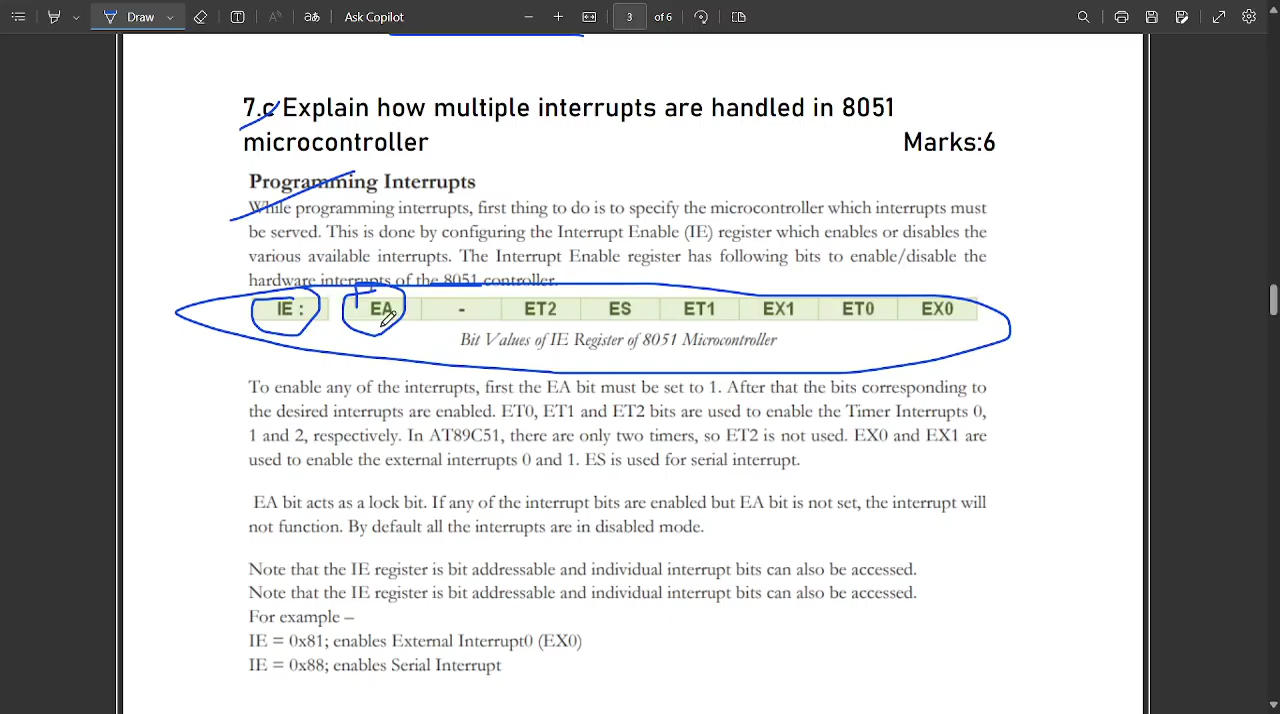 Draw
ab
Ask Copilot
3
of 6
7.c Explain how multiple interrupts are handled in 8051
microcontroller Marks:6
Programming Interrupts
While programming interrupts, first thing to do is to specify the microcontroller which interrupts must
be served. This is done by configuring the Interrupt Enable (IE) register which enables or disables the
various available interrupts. The Interrupt Enable register has following bits to enable/disable the
hardware interrupts of the 8051 controller.
IE : EA - ET2 ES ET1 EX1 ET0 EX0
Bit Values of IE Register of 8051 Microcontroller
To enable any of the interrupts, first the EA bit must be set to 1. After that the bits corresponding to
the desired interrupts are enabled. ET0, ET1 and ET2 bits are used to enable the Timer Interrupts 0,
1 and 2, respectively. In AT89C51, there are only two timers, so ET2 is not used. EX0 and EX1 are
used to enable the external interrupts 0 and 1. ES is used for serial interrupt.
EA bit acts as a lock bit. If any of the interrupt bits are enabled but EA bit is not set, the interrupt will
not function. By default all the interrupts are in disabled mode.
Note that the IE register is bit addressable and individual interrupt bits can also be accessed.
Note that the IE register is bit addressable and individual interrupt bits can also be accessed.
For example –
IE = 0x81; enables External Interrupt0 (EX0)
IE = 0x88; enables Serial Interrupt